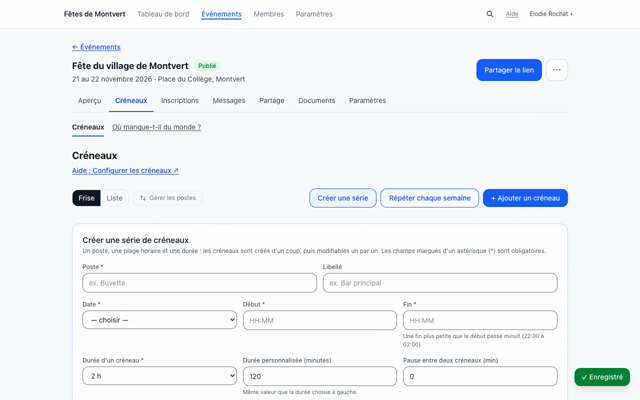 Fêtes de Montvert Tableau de bord Événements Membres Paramètres Aide Élodie Rochat
← Événements
Fête du village de Montvert Publié
21 au 22 novembre 2026 · Place du Collège, Montvert
Partager le lien ...
Aperçu Créneaux Inscriptions Messages Partage Documents Paramètres
Créneaux Où manque-t-il du monde ?
Créneaux
Aide : Configurer les créneaux ↗
Frise Liste Gérer les postes Créer une série Répéter chaque semaine + Ajouter un créneau
Créer une série de créneaux
Un poste, une plage horaire et une durée : les créneaux sont créés d'un coup, puis modifiables un par un. Les champs marqués d'un astérisque (*) sont obligatoires.
Poste * Libellé
ex. Buvette ex. Bar principal
Date * Début * Fin *
— choisir — HH:MM HH:MM
Une fin plus petite que le début passe minuit (22:00 à
02:00).
Durée d'un créneau * Durée personnalisée (minutes) Pause entre deux créneaux (min)
2 h 120 0
Même valeur que la durée choisie à gauche.
✓ Enregistré